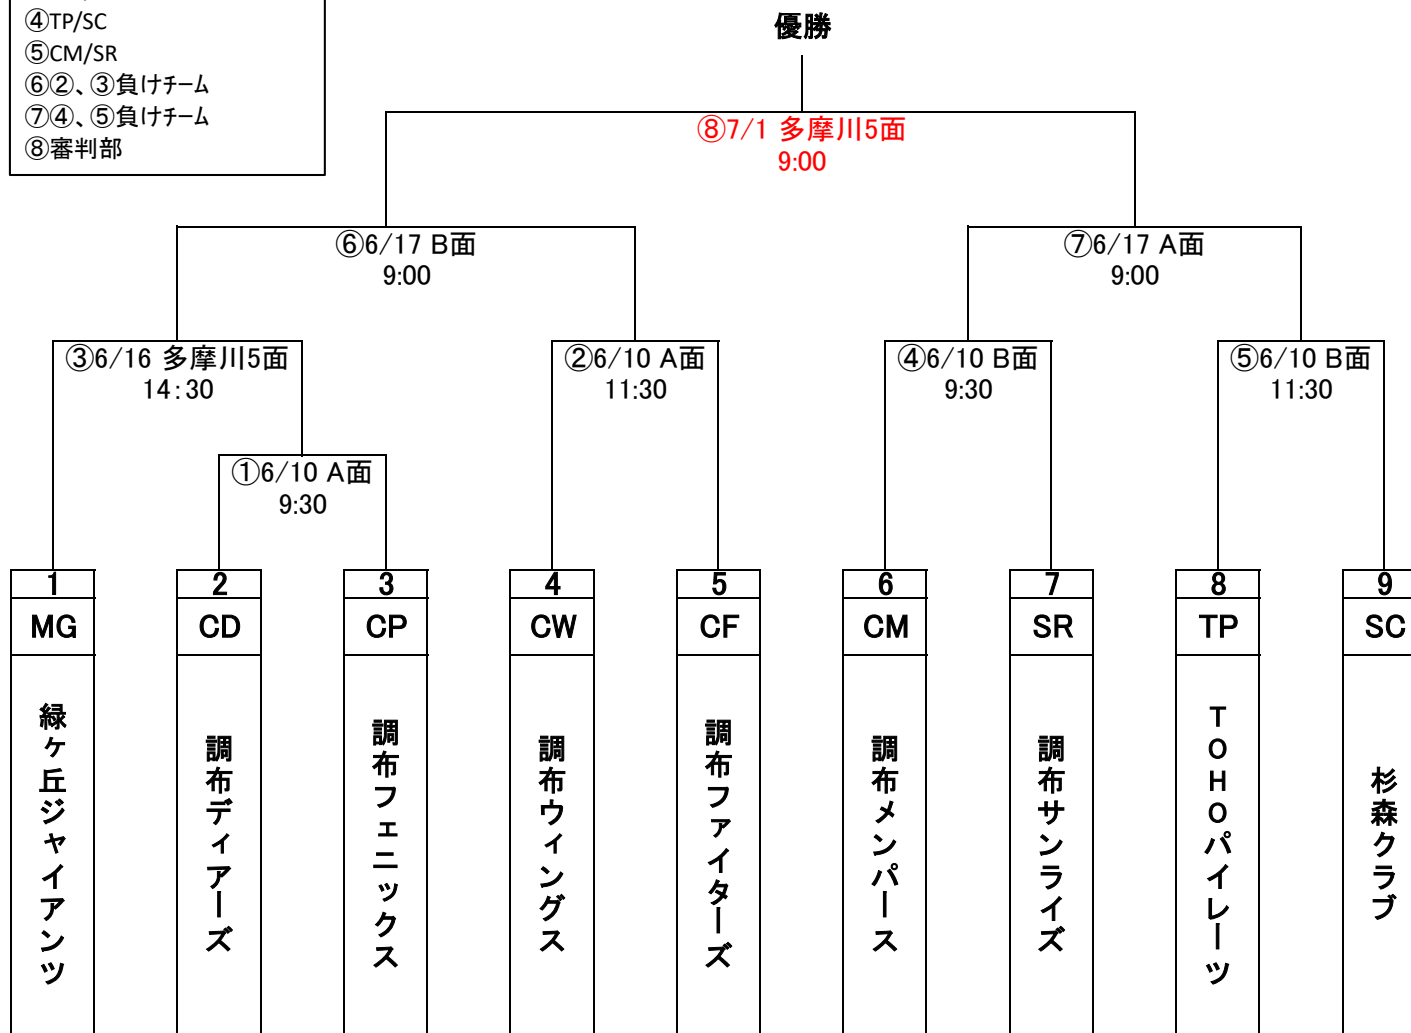 ④TP/SC
⑤CM/SR
⑥②、③負けチーム
⑦④、⑤負けチーム
⑧審判部
優勝
⑧7/1 多摩川5面
9:00
⑥6/17 B面
9:00
⑦6/17 A面
9:00
③6/16 多摩川5面
14:30
②6/10 A面
11:30
④6/10 B面
9:30
⑤6/10 B面
11:30
①6/10 A面
9:30
1 2 3 4 5 6 7 8 9
MG CD CP CW CF CM SR TP SC
緑ヶ丘ジャイアンツ
調布ディアーズ
調布フェニックス
調布ウィングス
調布ファイターズ
調布メンパース
調布サンライズ
TOHOパイレーツ
杉森クラブ